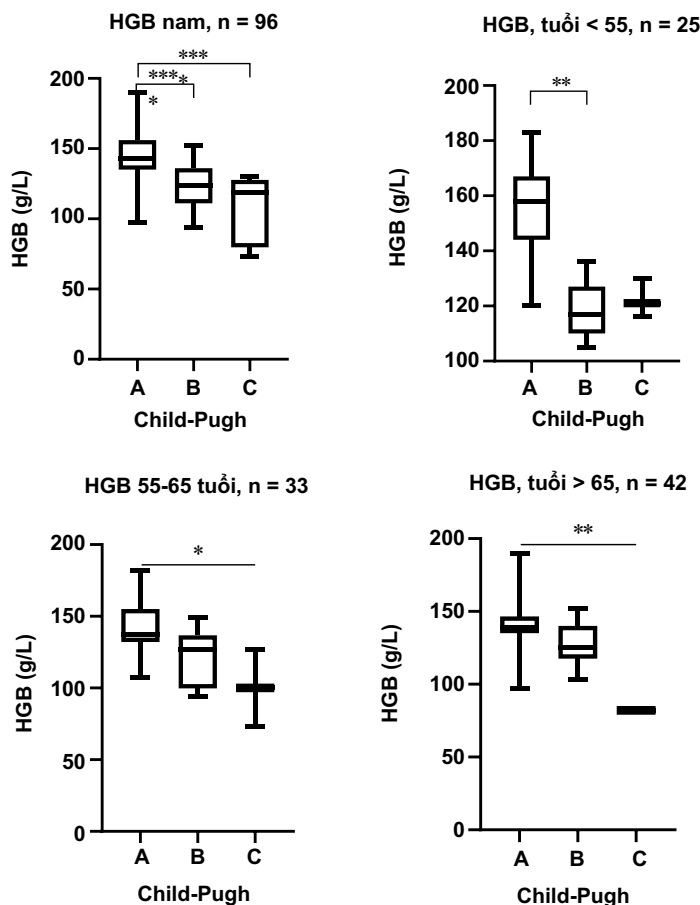 HGB nam, n = 96
***
***
*
*
200
150
100
50
0
HGB (g/L)
A B C
Child-Pugh
HGB, tuổi < 55, n = 25
**
200
180
160
140
120
100
HGB (g/L)
A B C
Child-Pugh
HGB 55-65 tuổi, n = 33
*
200
150
100
50
0
HGB (g/L)
A B C
Child-Pugh
HGB, tuổi > 65, n = 42
**
200
150
100
50
0
HGB (g/L)
A B C
Child-Pugh